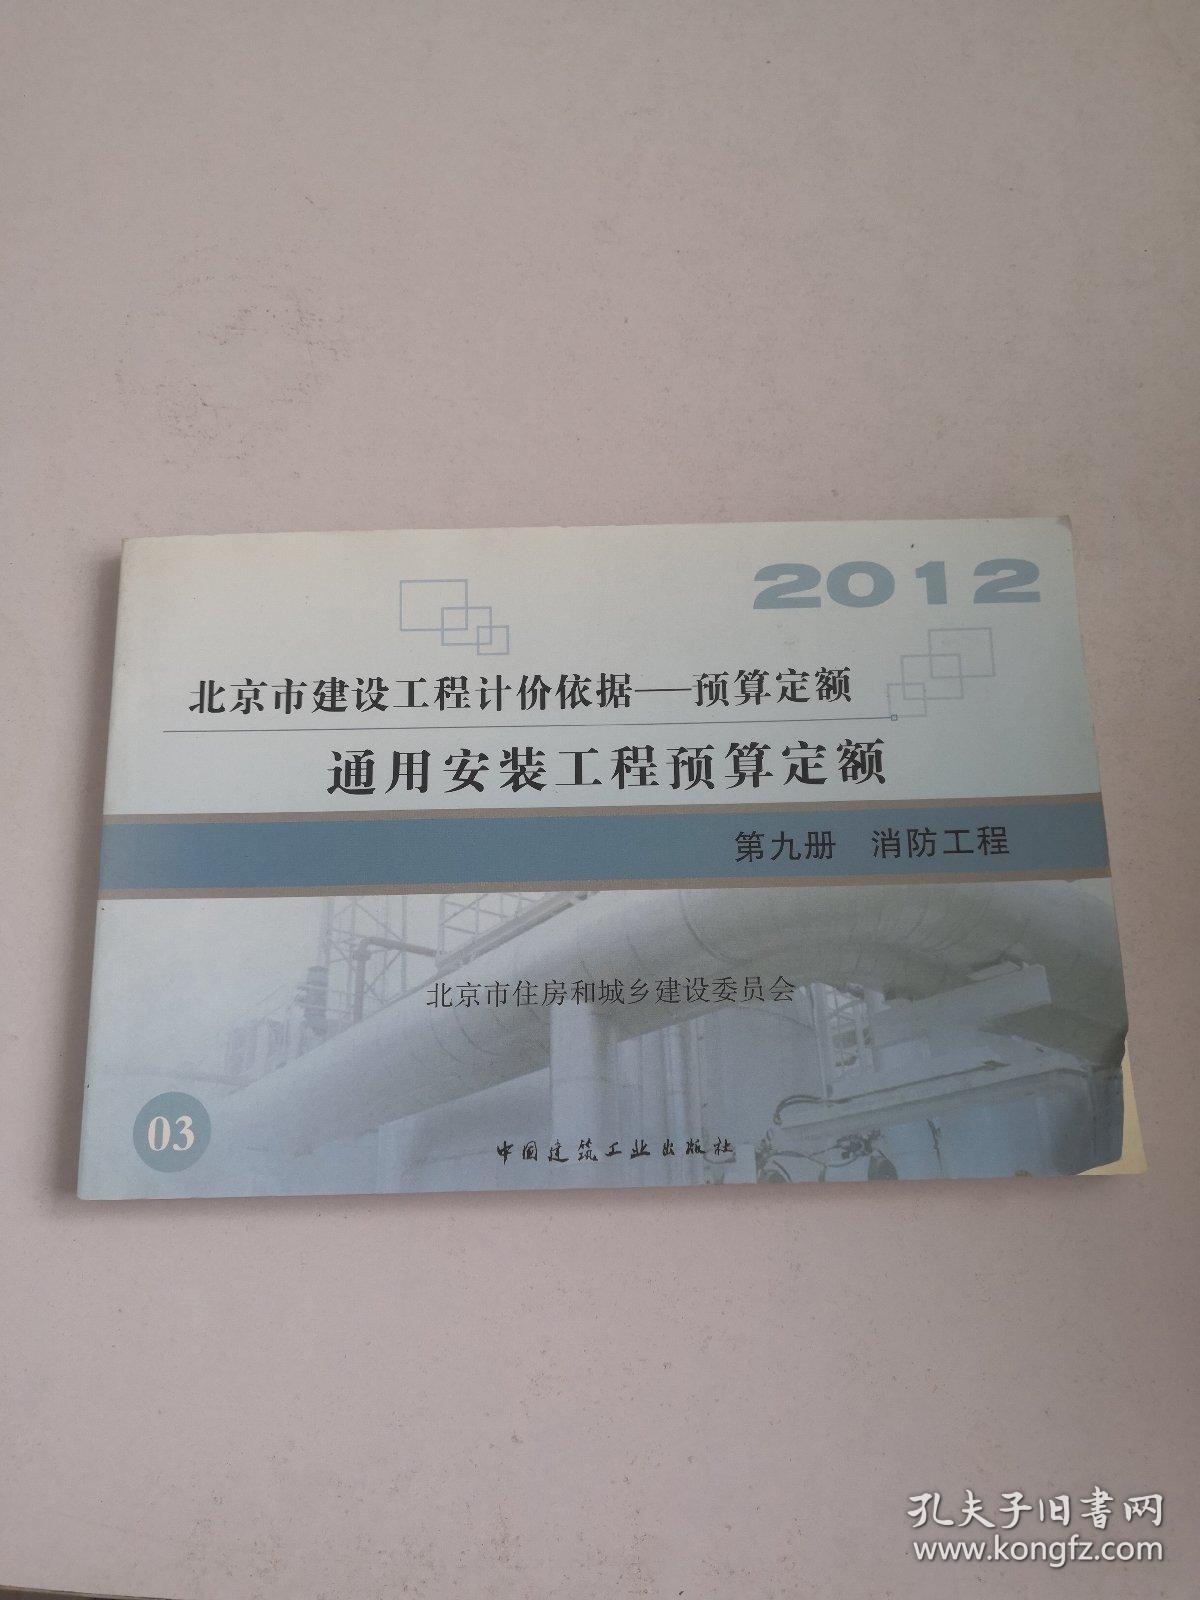 2012
北京市建设工程计价依据——预算定额
通用安装工程预算定额
第九册 消防工程
北京市住房和城乡建设委员会
03
中国建筑工业出版社
孔夫子旧书网
www.kongfz.com